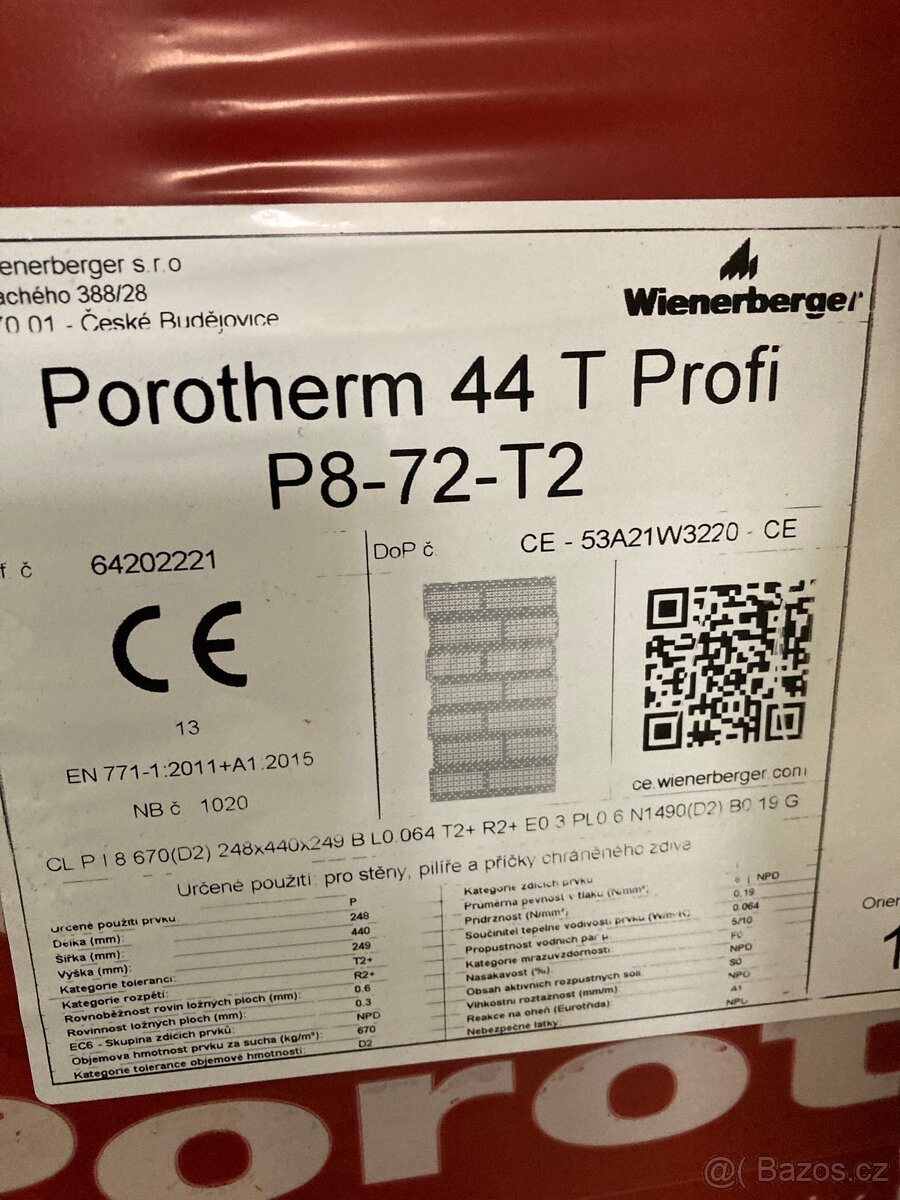 enerberger s.r.o
achého 388/28
70 01 - České Budějovice
Wienerberger
Porotherm 44 T Profi
P8-72-T2
f. č 64202221
DoP č. CE - 53A21W3220 - CE
CE
13
EN 771-1:2011+A1:2015
NB č 1020
ce.wienerberger.com
CL P I 8 670(D2) 248x440x249 B L0.064 T2+ R2+ E0.3 PL0.6 N1490(D2) B0.19 G
Určené použití: pro stěny, pilíře a příčky chráněného zdiva
Určené použití prvku: P
Délka (mm): 248
Šířka (mm): 440
Výška (mm): 249
Kategorie tolerancí: T2+
Kategorie rozpětí: R2+
Rovnoběžnost rovin ložných ploch (mm): 0.6
Rovinnost ložných ploch (mm): 0.3
EC6 - Skupina zdících prvků: NPD
Objemová hmotnost prvku za sucha (kg/m³): 670
Kategorie tolerance objemové hmotnosti: D2
Kategorie zdících prvků I
Průměrná pevnost v tlaku (N/mm²) NPD
Přídržnost (N/mm²) 0.19
Součinitel tepelné vodivosti prvku (W/m·K) 0.064
Propustnost vodních par µ 5/10
Kategorie mrazuvzdornosti F0
Nasákavost (%) NPD
Obsah aktivních rozpustných solí S0
Vlhkostní roztažnost (mm/m) NPD
Reakce na oheň (Eurotřída) A1
Nebezpečné látky: NPD
Orien
1
Porot
@( Bazos.cz